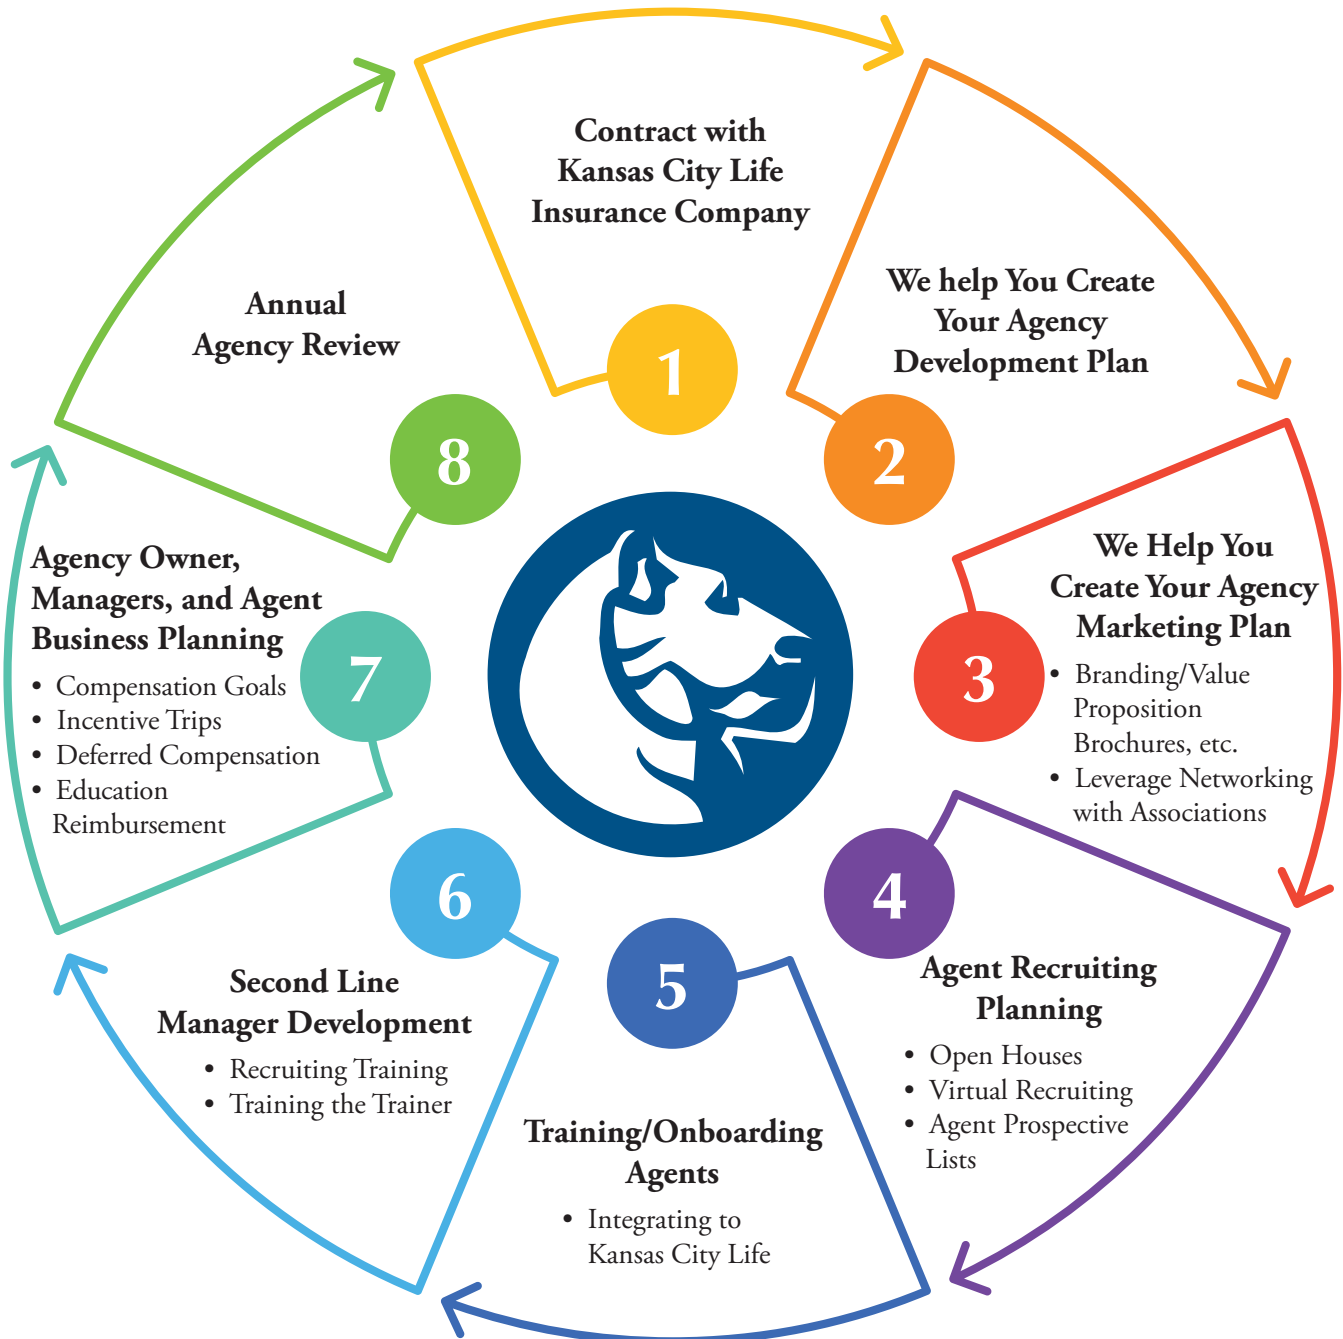 1
Contract with
Kansas City Life
Insurance Company
2
We help You Create
Your Agency
Development Plan
3
We Help You
Create Your Agency
Marketing Plan
• Branding/Value
Proposition
Brochures, etc.
• Leverage Networking
with Associations
4
Agent Recruiting
Planning
• Open Houses
• Virtual Recruiting
• Agent Prospective
Lists
5
Training/Onboarding
Agents
• Integrating to
Kansas City Life
6
Second Line
Manager Development
• Recruiting Training
• Training the Trainer
7
Agency Owner,
Managers, and Agent
Business Planning
• Compensation Goals
• Incentive Trips
• Deferred Compensation
• Education
Reimbursement
8
Annual
Agency Review